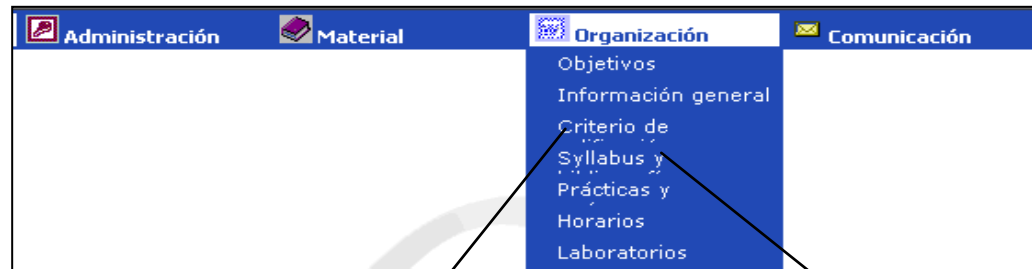 Administración
Material
Organización
Comunicación
Objetivos
Información general
Criterio de
Syllabus y
Prácticas y
Horarios
Laboratorios